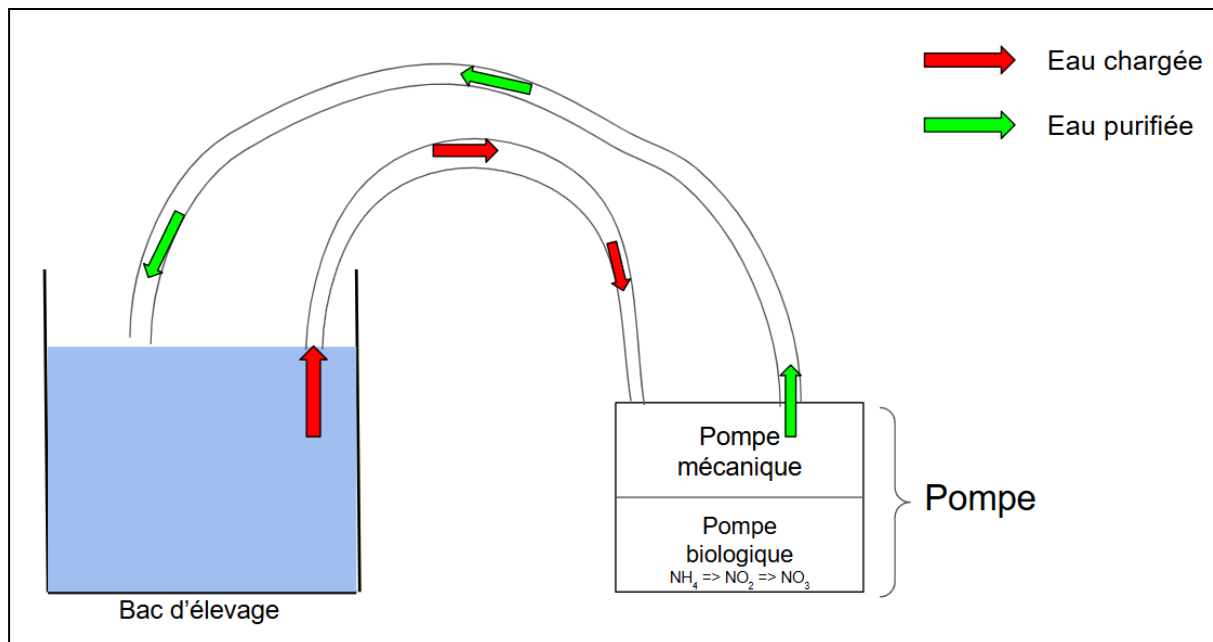 Eau chargée
Eau purifiée
Pompe
mécanique
Pompe
Pompe
biologique
NH₄ => NO₂ => NO₃
Bac d'élevage